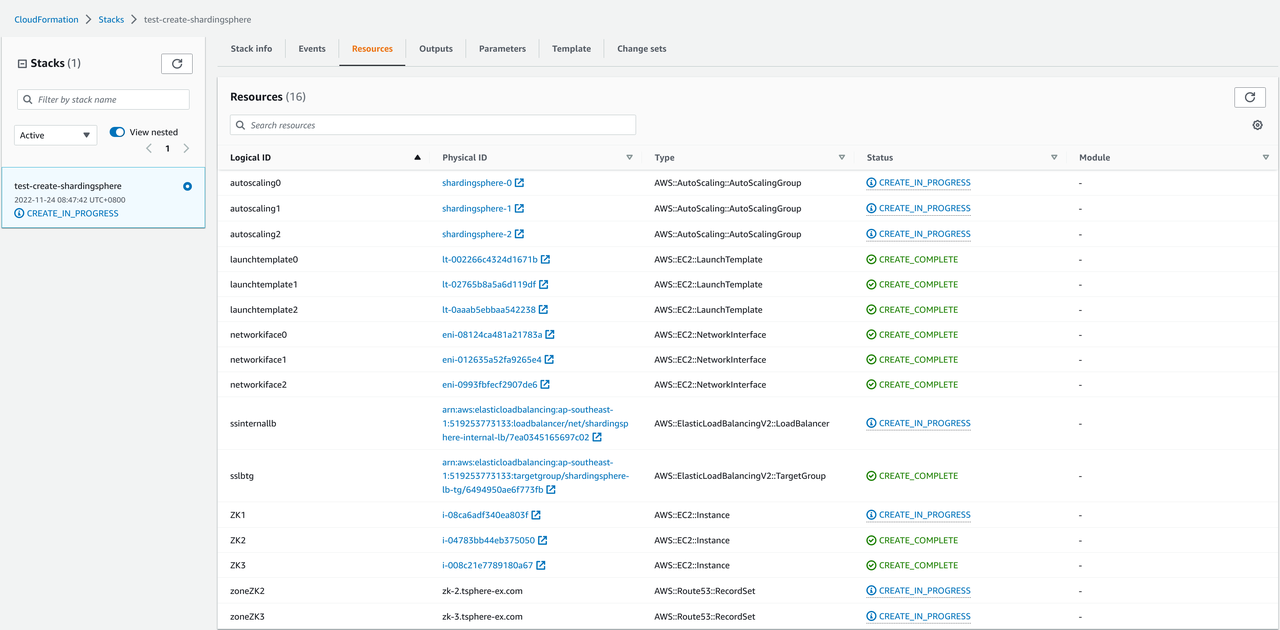 CloudFormation > Stacks > test-create-shardingsphere
Stacks (1)
Filter by stack name
Active
View nested
1
test-create-shardingsphere
2022-11-24 08:47:42 UTC+0800
CREATE_IN_PROGRESS
Stack info Events Resources Outputs Parameters Template Change sets
Resources (16)
Search resources
Logical ID Physical ID Type Status Module
autoscaling0 shardingsphere-0 AWS::AutoScaling::AutoScalingGroup CREATE_IN_PROGRESS -
autoscaling1 shardingsphere-1 AWS::AutoScaling::AutoScalingGroup CREATE_IN_PROGRESS -
autoscaling2 shardingsphere-2 AWS::AutoScaling::AutoScalingGroup CREATE_IN_PROGRESS -
launchtemplate0 lt-002266c4324d1671b AWS::EC2::LaunchTemplate CREATE_COMPLETE -
launchtemplate1 lt-02765b8a5a6d119df AWS::EC2::LaunchTemplate CREATE_COMPLETE -
launchtemplate2 lt-0aaab5ebbaa542238 AWS::EC2::LaunchTemplate CREATE_COMPLETE -
networkiface0 eni-08124ca481a21783a AWS::EC2::NetworkInterface CREATE_COMPLETE -
networkiface1 eni-012635a52fa9265e4 AWS::EC2::NetworkInterface CREATE_COMPLETE -
networkiface2 eni-0993fbfecf2907de6 AWS::EC2::NetworkInterface CREATE_COMPLETE -
arn:aws:elasticloadbalancing:ap-southeast-
ssinternallb 1:519253773133:loadbalancer/net/shardingsp AWS::ElasticLoadBalancingV2::LoadBalancer CREATE_IN_PROGRESS -
here-internal-lb/7ea0345165697c02
arn:aws:elasticloadbalancing:ap-southeast-
sslbtg 1:519253773133:targetgroup/shardingsphere- AWS::ElasticLoadBalancingV2::TargetGroup CREATE_COMPLETE -
lb-tg/6494950ae6f773fb
ZK1 i-08ca6adf340ea803f AWS::EC2::Instance CREATE_IN_PROGRESS -
ZK2 i-04783bb44eb375050 AWS::EC2::Instance CREATE_COMPLETE -
ZK3 i-008c21e7789180a67 AWS::EC2::Instance CREATE_COMPLETE -
zoneZK2 zk-2.tsphere-ex.com AWS::Route53::RecordSet CREATE_IN_PROGRESS -
zoneZK3 zk-3.tsphere-ex.com AWS::Route53::RecordSet CREATE_IN_PROGRESS -